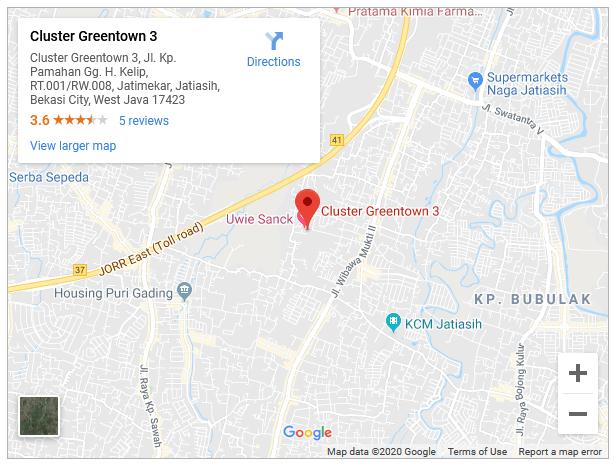 Pratama Kimia Farma...
Cluster Greentown 3
Cluster Greentown 3, Jl. Kp.
Pamahan Gg. H. Kelip,
RT.001/RW.008, Jatimekar, Jatiasih,
Bekasi City, West Java 17423
3.6 5 reviews
View larger map
Directions
Supermarkets
Naga Jatiasih
Jl. Swatantra V
41
Serba Sepeda
Uwie Sanck
Cluster Greentown 3
JORR East (Toll road)
37
Housing Puri Gading
Jl. Wibawa Mukti II
KP. BUBULAK
KCM Jatiasih
Jl. Raya Kp. Sawah
Jl. Raya Bojong Kulur
+
−
Google
Map data ©2020 Google Terms of Use Report a map error